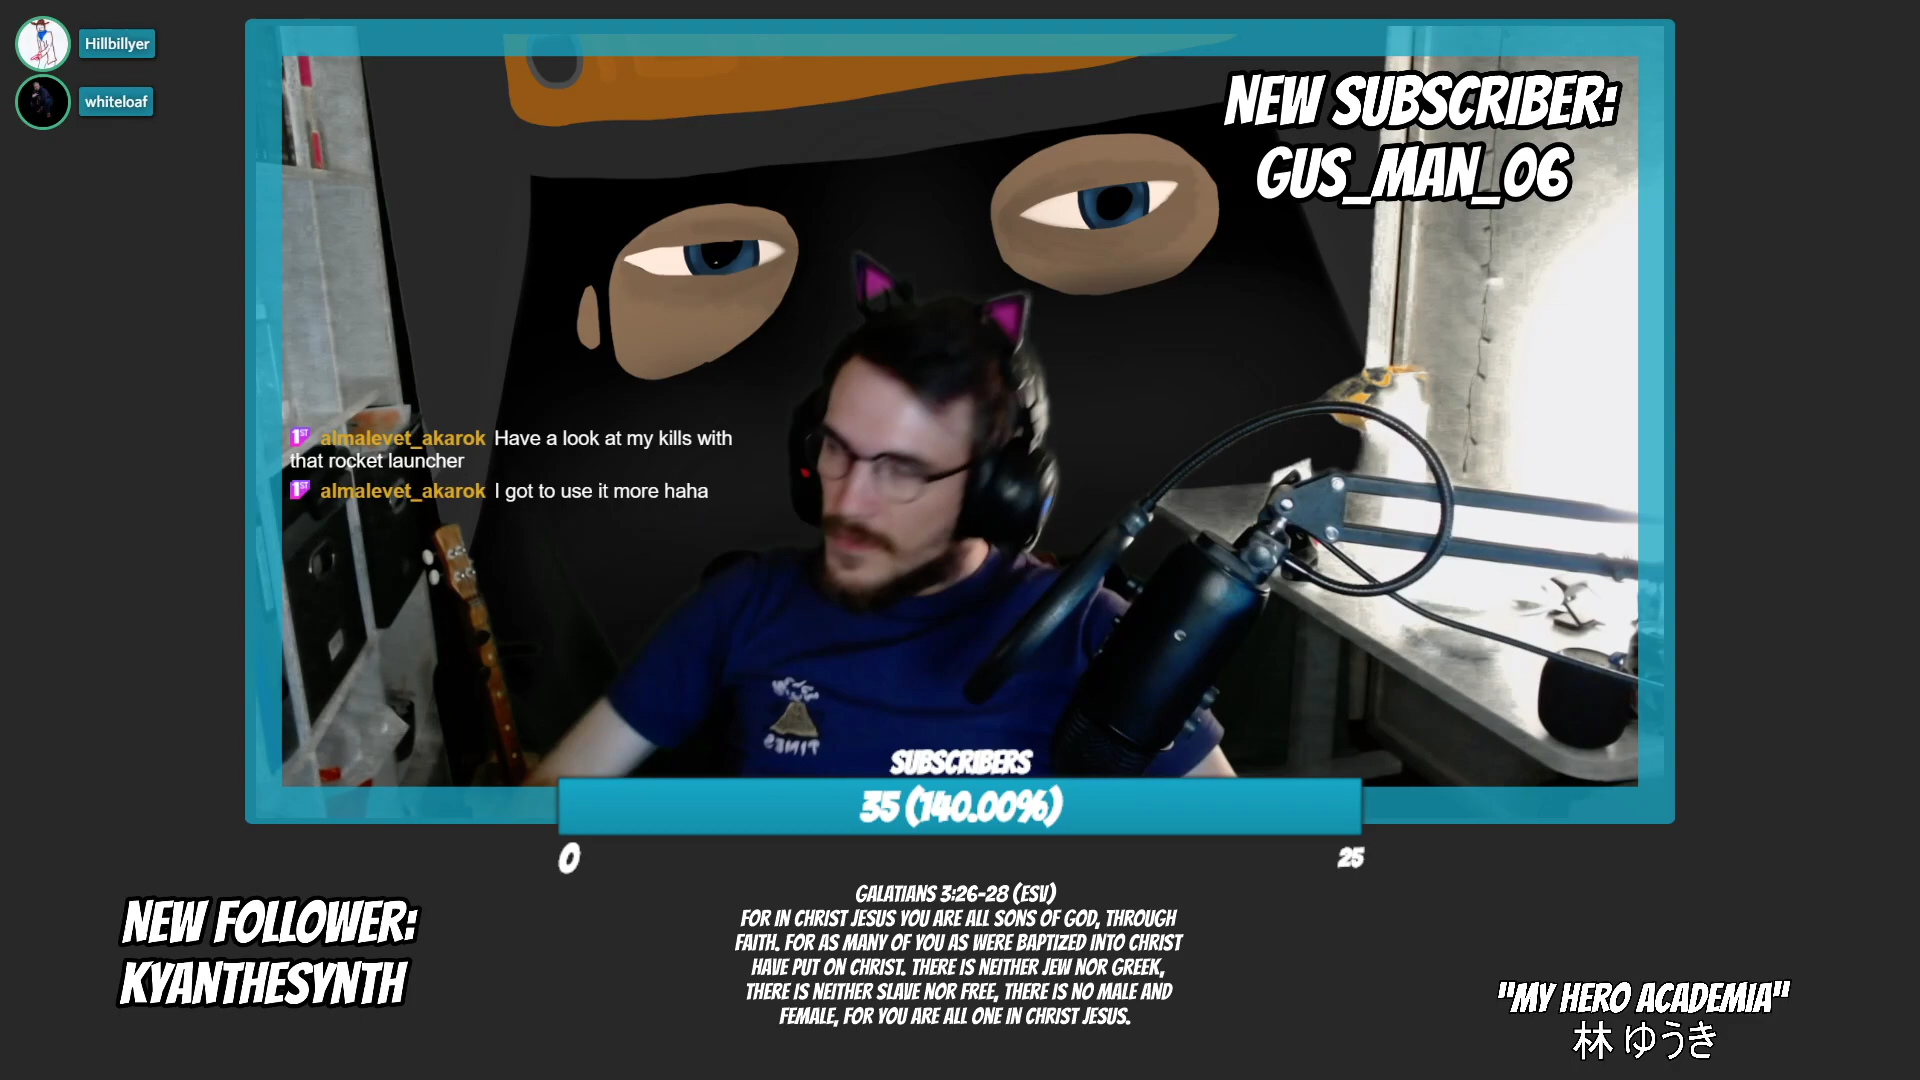 Hillbillyer
whiteloaf
NEW SUBSCRIBER:
GUS_MAN_06
1ST almalevet_akarok Have a look at my kills with
that rocket launcher
1ST almalevet_akarok I got to use it more haha
TIMES
SUBSCRIBERS
35 (140.00%)
0
25
NEW FOLLOWER:
KYANTHESYNTH
GALATIANS 3:26-28 (ESV)
FOR IN CHRIST JESUS YOU ARE ALL SONS OF GOD, THROUGH
FAITH. FOR AS MANY OF YOU AS WERE BAPTIZED INTO CHRIST
HAVE PUT ON CHRIST. THERE IS NEITHER JEW NOR GREEK,
THERE IS NEITHER SLAVE NOR FREE, THERE IS NO MALE AND
FEMALE, FOR YOU ARE ALL ONE IN CHRIST JESUS.
"MY HERO ACADEMIA"
林 ゆうき